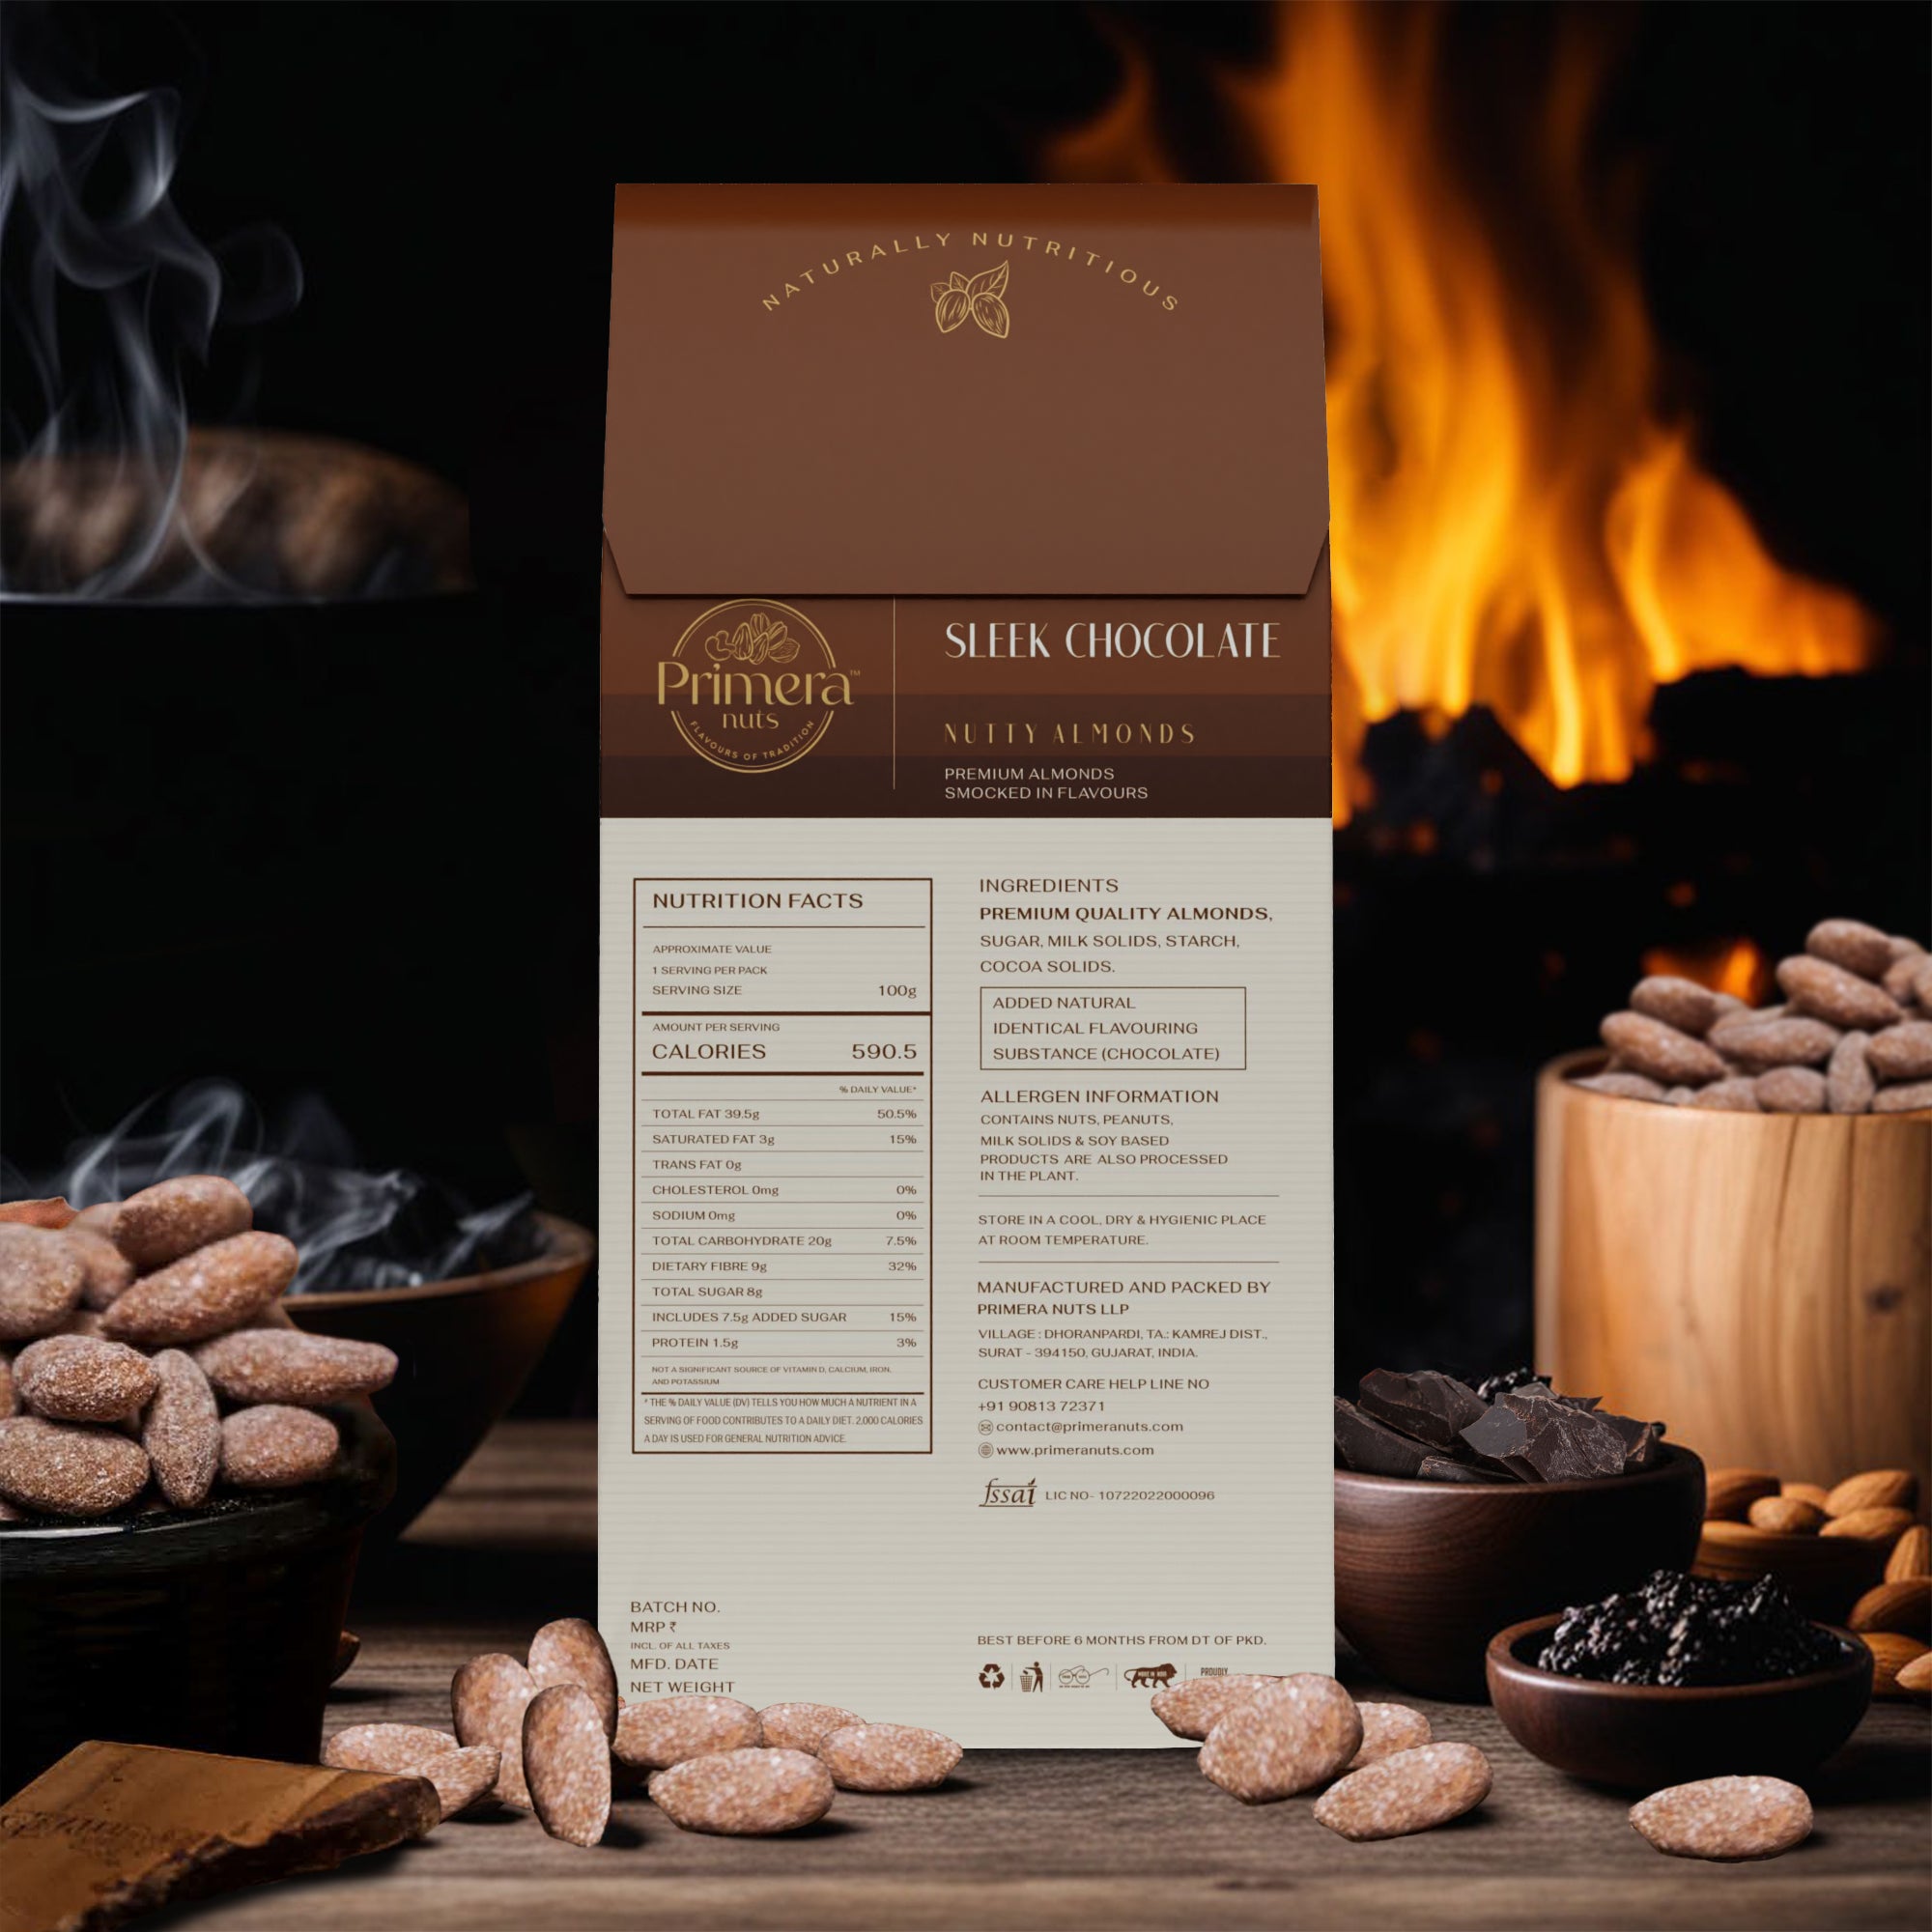 NATURALLY NUTRITIOUS
Primera™
nuts
FLAVOURS OF TRADITION
SLEEK CHOCOLATE
NUTTY ALMONDS
PREMIUM ALMONDS
SMOCKED IN FLAVOURS
NUTRITION FACTS
APPROXIMATE VALUE
1 SERVING PER PACK
SERVING SIZE 100g
AMOUNT PER SERVING
CALORIES 590.5
% DAILY VALUE*
TOTAL FAT 39.5g 50.5%
SATURATED FAT 3g 15%
TRANS FAT 0g
CHOLESTEROL 0mg 0%
SODIUM 0mg 0%
TOTAL CARBOHYDRATE 20g 7.5%
DIETARY FIBRE 9g 32%
TOTAL SUGAR 8g
INCLUDES 7.5g ADDED SUGAR 15%
PROTEIN 1.5g 3%
NOT A SIGNIFICANT SOURCE OF VITAMIN D, CALCIUM, IRON,
AND POTASSIUM
* THE % DAILY VALUE (DV) TELLS YOU HOW MUCH A NUTRIENT IN A
SERVING OF FOOD CONTRIBUTES TO A DAILY DIET. 2,000 CALORIES
A DAY IS USED FOR GENERAL NUTRITION ADVICE.
INGREDIENTS
PREMIUM QUALITY ALMONDS,
SUGAR, MILK SOLIDS, STARCH,
COCOA SOLIDS.
ADDED NATURAL
IDENTICAL FLAVOURING
SUBSTANCE (CHOCOLATE)
ALLERGEN INFORMATION
CONTAINS NUTS, PEANUTS,
MILK SOLIDS & SOY BASED
PRODUCTS ARE ALSO PROCESSED
IN THE PLANT.
STORE IN A COOL, DRY & HYGIENIC PLACE
AT ROOM TEMPERATURE.
MANUFACTURED AND PACKED BY
PRIMERA NUTS LLP
VILLAGE : DHORANPARDI, TA.: KAMREJ DIST.,
SURAT - 394150, GUJARAT, INDIA.
CUSTOMER CARE HELP LINE NO
+91 90813 72371
contact@primeranuts.com
www.primeranuts.com
fssai LIC NO- 10722022000096
BATCH NO.
MRP ₹
INCL. OF ALL TAXES
MFD. DATE
NET WEIGHT
BEST BEFORE 6 MONTHS FROM DT OF PKD.
PROUDLY